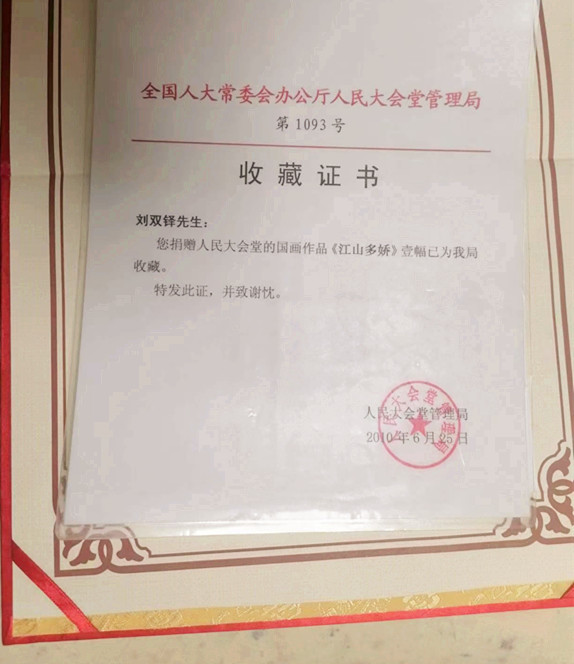 全国人大常委会办公厅人民大会堂管理局
第1093号
收藏证书
刘双铎先生：
您捐赠人民大会堂的国画作品《江山多娇》壹幅已为我局
收藏。
特发此证，并致谢忱。
人民大会堂管理局
2010年6月25日